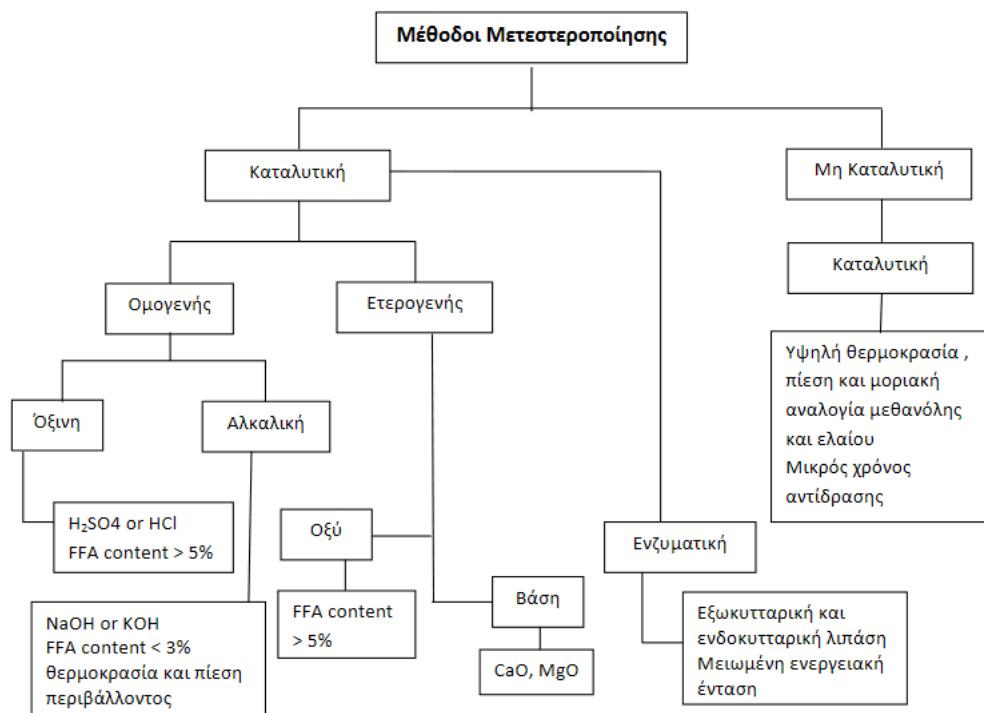 Μέθοδοι Μετεστεροποίησης
Καταλυτική
Μη Καταλυτική
Καταλυτική
Ομογενής
Ετερογενής
Υψηλή θερμοκρασία ,
πίεση και μοριακή
αναλογία μεθανόλης
και ελαίου
Μικρός χρόνος
αντίδρασης
Όξινη
Αλκαλική
H₂SO4 or HCl
FFA content > 5%
Οξύ
Ενζυματική
NaOH or KOH
FFA content < 3%
θερμοκρασία και πίεση
περιβάλλοντος
FFA content
> 5%
Βάση
CaO, MgO
Εξωκυτταρική και
ενδοκυτταρική λιπάση
Μειωμένη ενεργειακή
ένταση